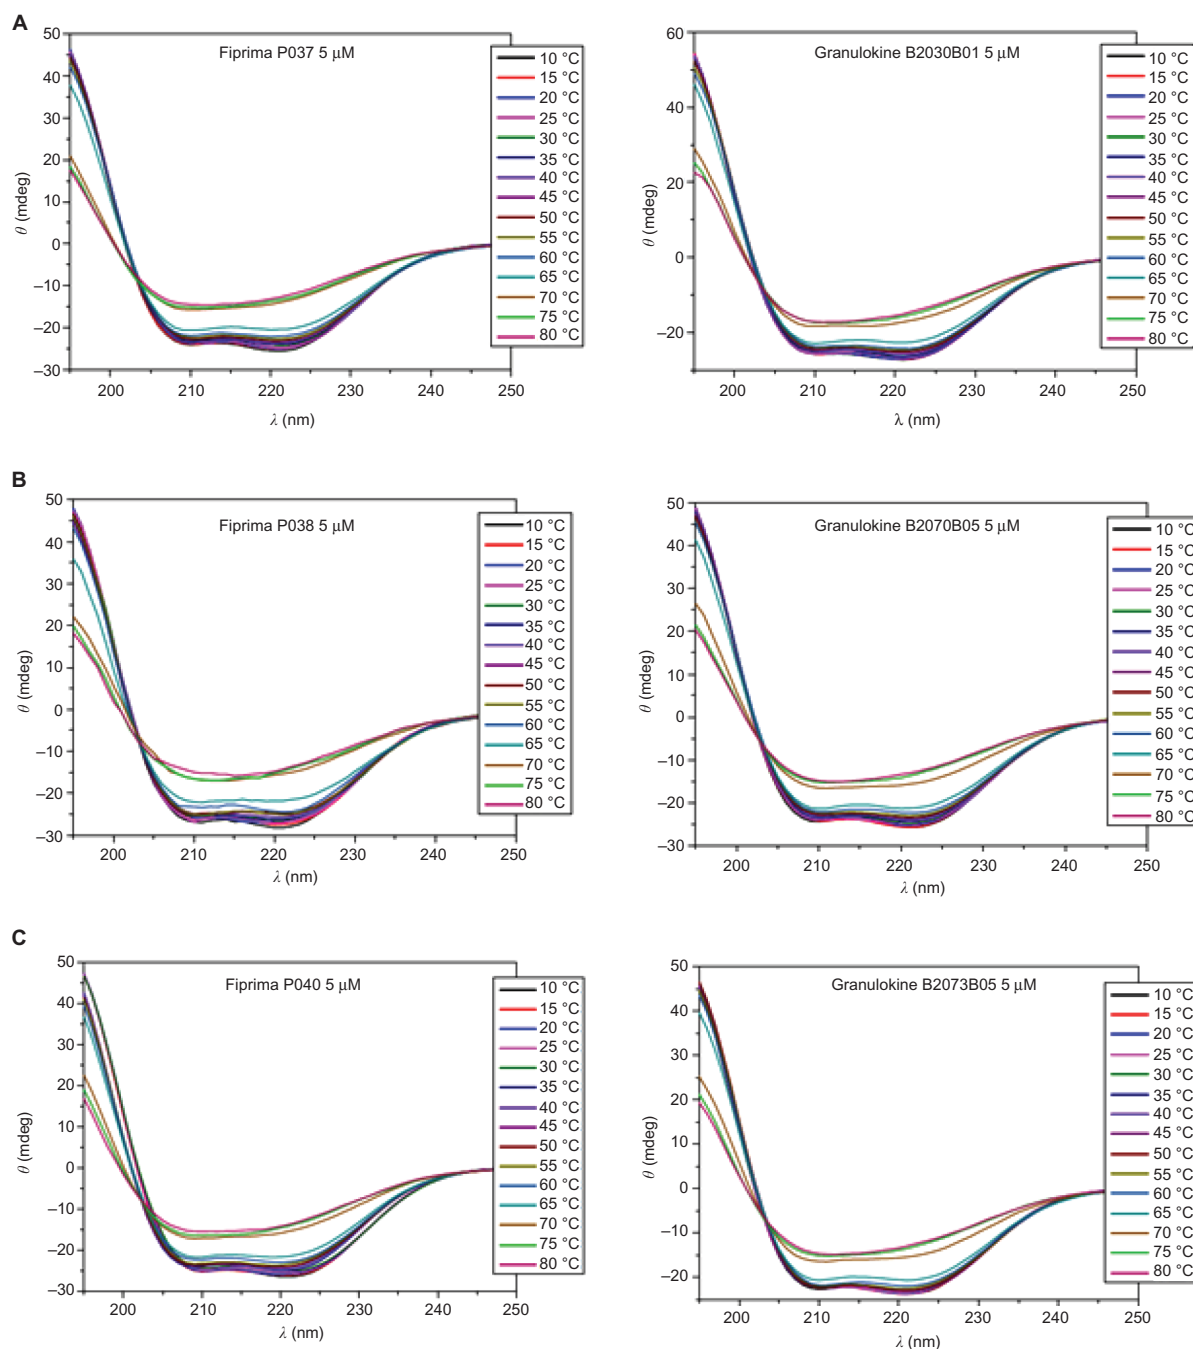 A
Fiprima P037 5 µM
50
40
30
20
10
0
–10
–20
–30
θ (mdeg)
200
210
220
230
240
250
λ (nm)
10 °C
15 °C
20 °C
25 °C
30 °C
35 °C
40 °C
45 °C
50 °C
55 °C
60 °C
65 °C
70 °C
75 °C
80 °C
Granulokine B2030B01 5 µM
60
40
20
0
–20
θ (mdeg)
200
210
220
230
240
250
λ (nm)
10 °C
15 °C
20 °C
25 °C
30 °C
35 °C
40 °C
45 °C
50 °C
55 °C
60 °C
65 °C
70 °C
75 °C
80 °C
B
Fiprima P038 5 µM
50
40
30
20
10
0
–10
–20
–30
θ (mdeg)
200
210
220
230
240
250
λ (nm)
10 °C
15 °C
20 °C
25 °C
30 °C
35 °C
40 °C
45 °C
50 °C
55 °C
60 °C
65 °C
70 °C
75 °C
80 °C
Granulokine B2070B05 5 µM
50
40
30
20
10
0
–10
–20
–30
θ (mdeg)
200
210
220
230
240
250
λ (nm)
10 °C
15 °C
20 °C
25 °C
30 °C
35 °C
40 °C
45 °C
50 °C
55 °C
60 °C
65 °C
70 °C
75 °C
80 °C
C
Fiprima P040 5 µM
50
40
30
20
10
0
–10
–20
–30
θ (mdeg)
200
210
220
230
240
250
λ (nm)
10 °C
15 °C
20 °C
25 °C
30 °C
35 °C
40 °C
45 °C
50 °C
55 °C
60 °C
65 °C
70 °C
75 °C
80 °C
Granulokine B2073B05 5 µM
50
40
30
20
10
0
–10
–20
θ (mdeg)
200
210
220
230
240
250
λ (nm)
10 °C
15 °C
20 °C
25 °C
30 °C
35 °C
40 °C
45 °C
50 °C
55 °C
60 °C
65 °C
70 °C
75 °C
80 °C